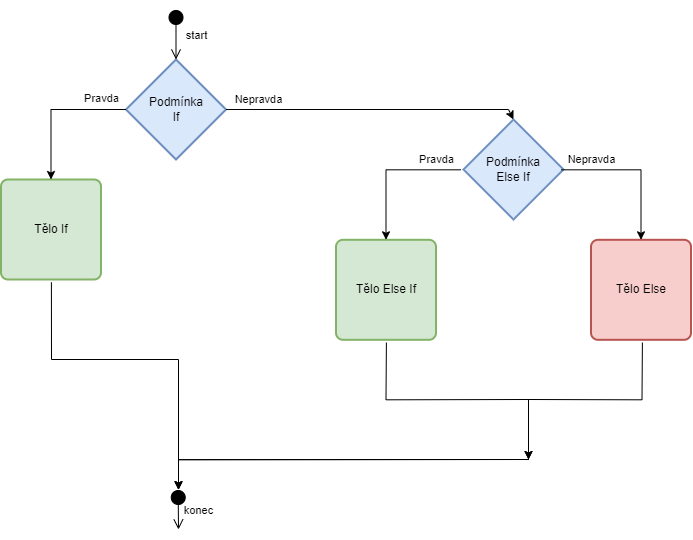 start
Pravda
Podmínka
If
Nepravda
Pravda
Podmínka
Else If
Nepravda
Tělo If
Tělo Else If
Tělo Else
konec